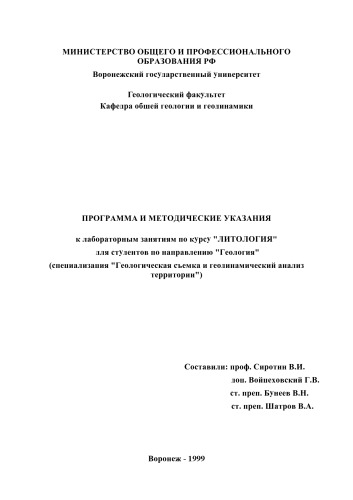 МИНИСТЕРСТВО ОБЩЕГО И ПРОФЕССИОНАЛЬНОГО
ОБРАЗОВАНИЯ РФ
Воронежский государственный университет
Геологический факультет
Кафедра общей геологии и геодинамики
ПРОГРАММА И МЕТОДИЧЕСКИЕ УКАЗАНИЯ
к лабораторным занятиям по курсу "ЛИТОЛОГИЯ"
для студентов по направлению "Геология"
(специализация "Геологическая съемка и геодинамический анализ
территории")
Составили: проф. Сиротин В.И.
доц. Войцеховский Г.В.
ст. преп. Бунеев В.Н.
ст. преп. Шатров В.А.
Воронеж - 1999